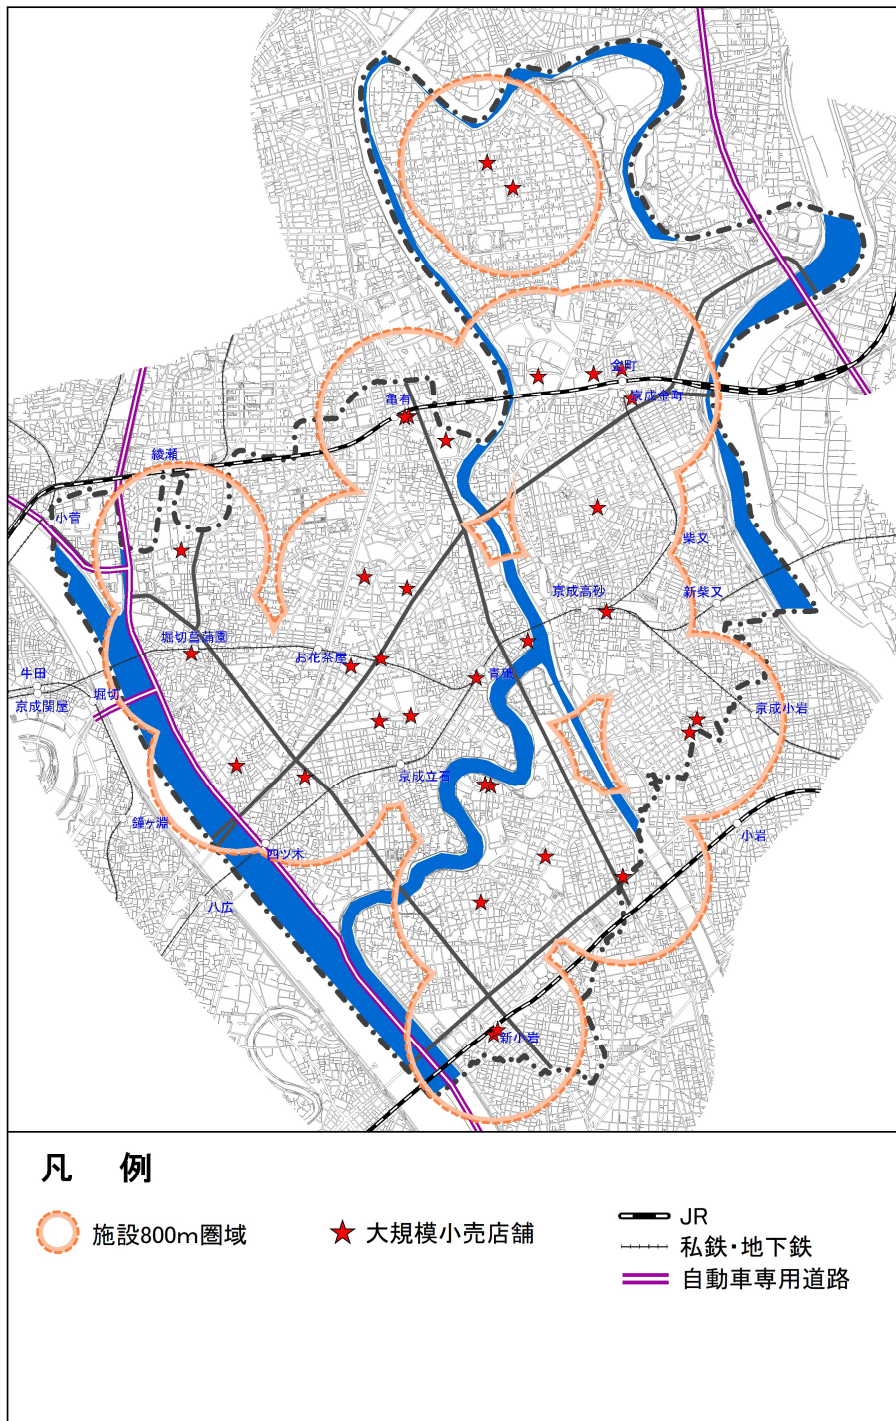 金町
京成金町
亀有
綾瀬
小菅
柴又
京成高砂
新柴又
堀切菖蒲園
お花茶屋
牛田
青砥
堀切
京成関屋
京成小岩
京成立石
鐘ヶ淵
小岩
四ツ木
八広
新小岩
凡 例
施設800m圏域
大規模小売店舗
JR
私鉄・地下鉄
自動車専用道路